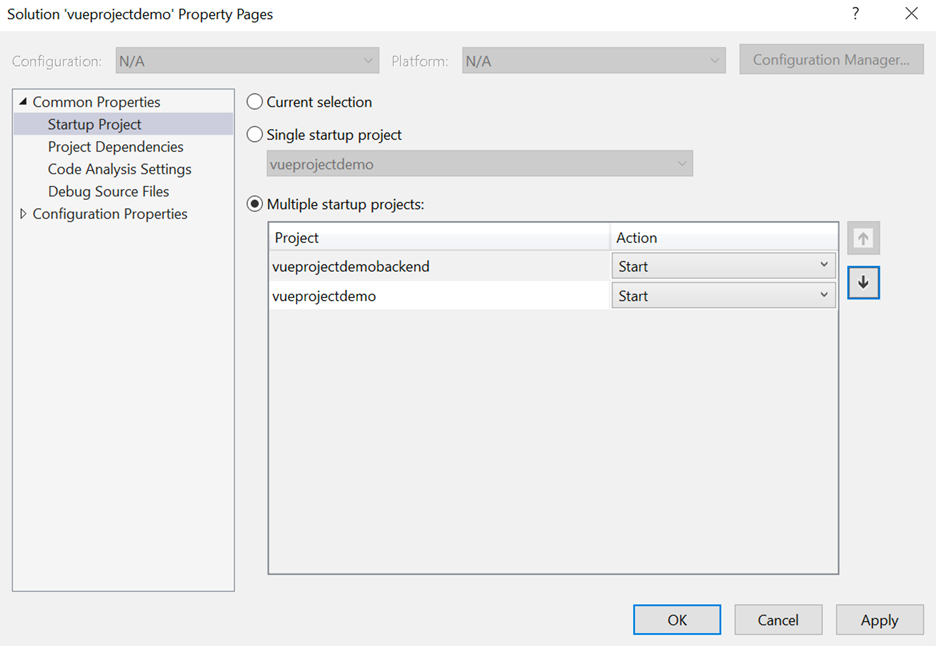 Solution 'vueprojectdemo' Property Pages ?
Configuration: N/A Platform: N/A Configuration Manager...
Common Properties
Startup Project
Project Dependencies
Code Analysis Settings
Debug Source Files
Configuration Properties
Current selection
Single startup project
vueprojectdemo
Multiple startup projects:
Project Action
vueprojectdemobackend Start
vueprojectdemo Start
OK Cancel Apply